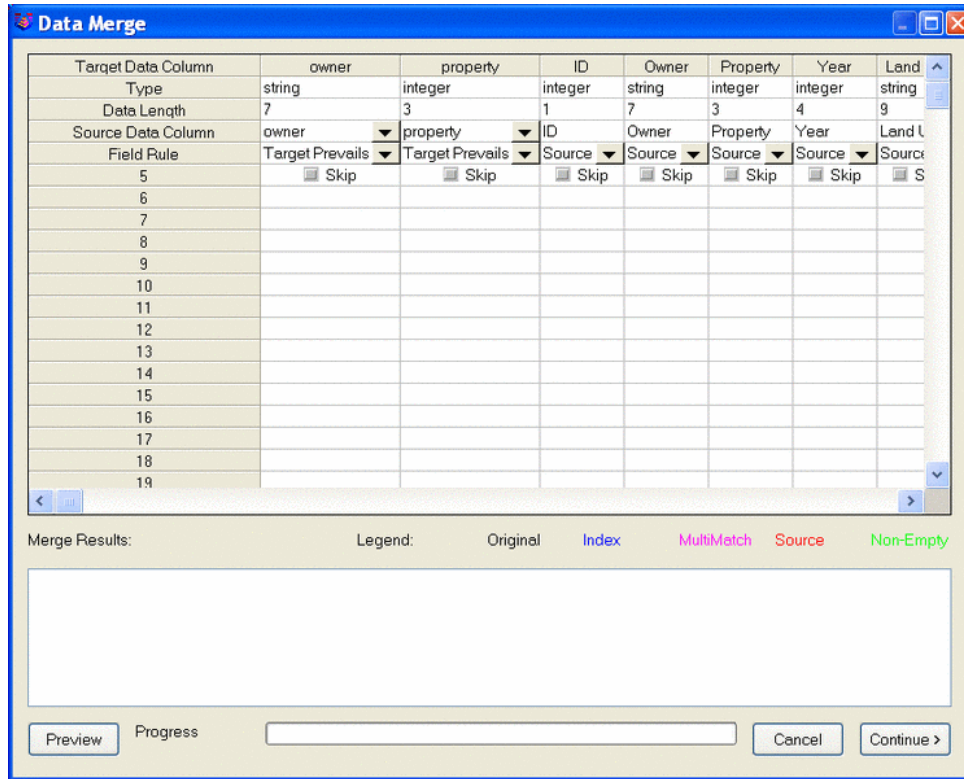 Data Merge
Target Data Column owner property ID Owner Property Year Land
Type string integer integer string integer integer string
Data Length 7 3 1 7 3 4 9
Source Data Column owner property ID Owner Property Year Land U
Field Rule Target Prevails Target Prevails Source Source Source Source Source
5 Skip Skip Skip Skip Skip Skip S
6
7
8
9
10
11
12
13
14
15
16
17
18
19
Merge Results: Legend: Original Index MultiMatch Source Non-Empty
Preview Progress Cancel Continue >